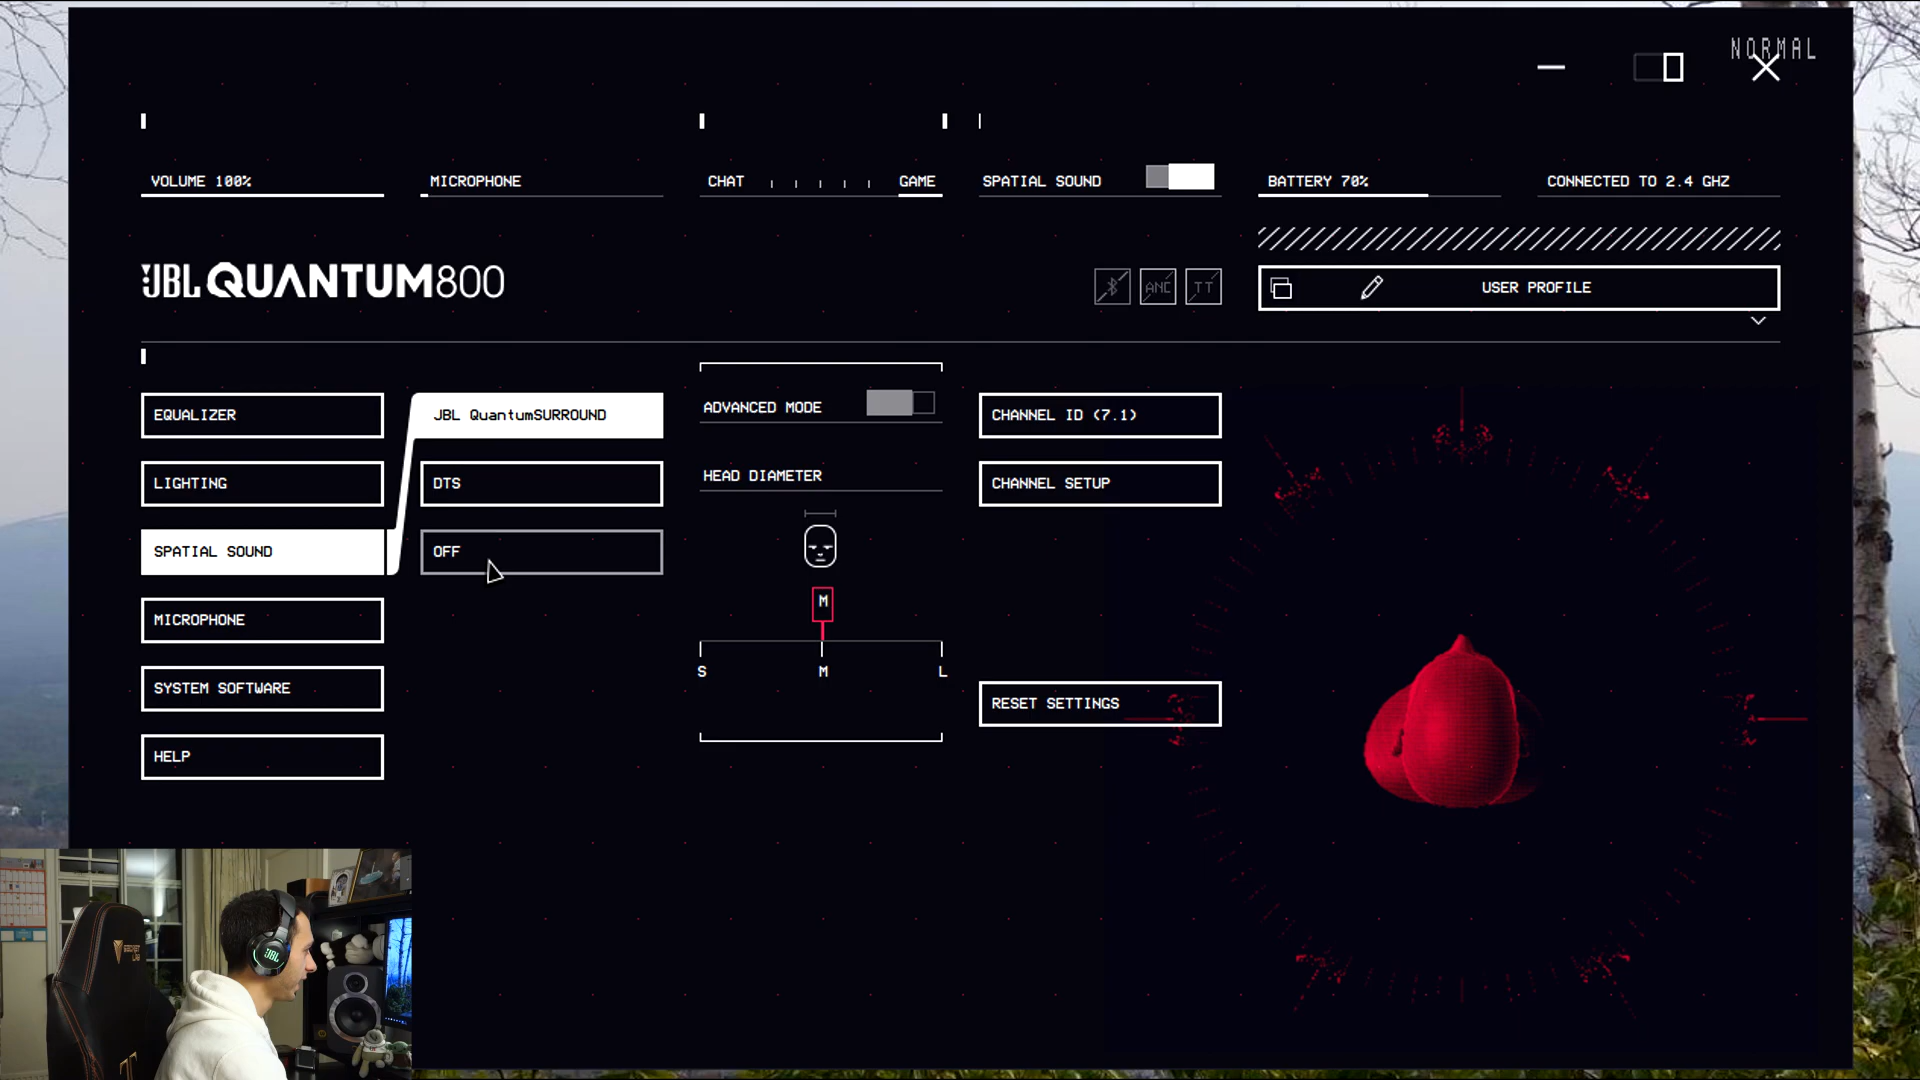 NORMAL
VOLUME 100%
MICROPHONE
CHAT
GAME
SPATIAL SOUND
BATTERY 70%
CONNECTED TO 2.4 GHZ
JBL QUANTUM800
ANC
TT
USER PROFILE
EQUALIZER
JBL QuantumSURROUND
ADVANCED MODE
CHANNEL ID (7.1)
LIGHTING
DTS
HEAD DIAMETER
CHANNEL SETUP
SPATIAL SOUND
OFF
MICROPHONE
M
S
M
L
SYSTEM SOFTWARE
RESET SETTINGS
HELP
JBL